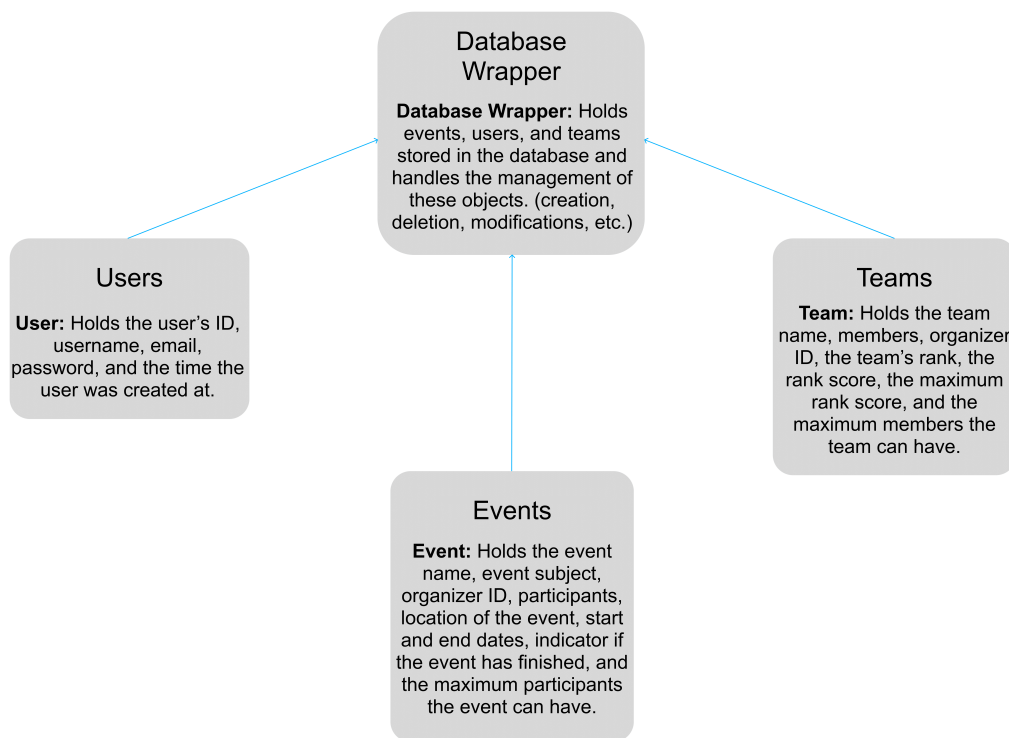 Database
Wrapper
Database Wrapper: Holds
events, users, and teams
stored in the database and
handles the management of
these objects. (creation,
deletion, modifications, etc.)
Users
User: Holds the user’s ID,
username, email,
password, and the time the
user was created at.
Teams
Team: Holds the team
name, members, organizer
ID, the team’s rank, the
rank score, the maximum
rank score, and the
maximum members the
team can have.
Events
Event: Holds the event
name, event subject,
organizer ID, participants,
location of the event, start
and end dates, indicator if
the event has finished, and
the maximum participants
the event can have.